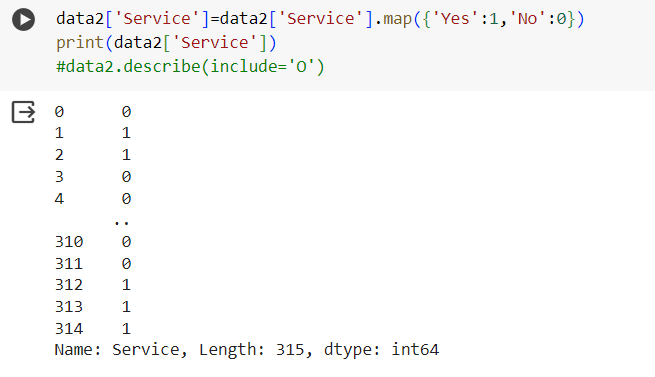 data2['Service']=data2['Service'].map({'Yes':1,'No':0})
print(data2['Service'])
#data2.describe(include='O')
0      0
1      1
2      1
3      0
4      0
      ..
310    0
311    0
312    1
313    1
314    1
Name: Service, Length: 315, dtype: int64